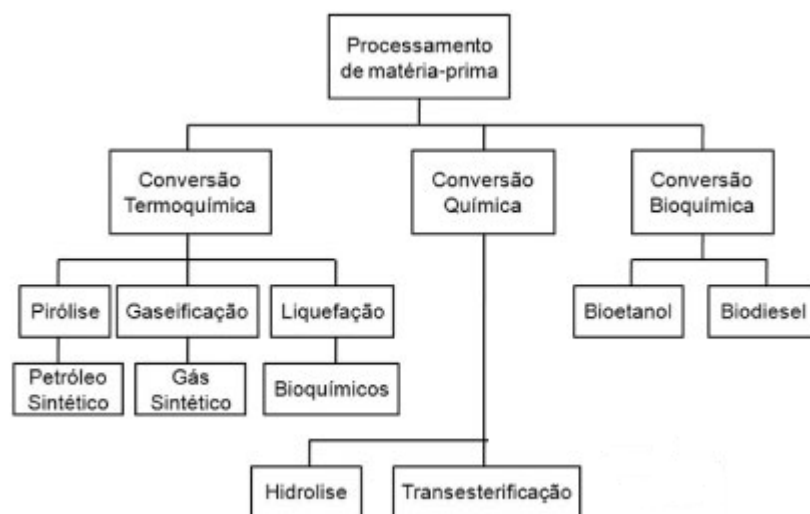 Processamento
de matéria-prima
Conversão
Termoquímica
Conversão
Química
Conversão
Bioquímica
Pirólise
Gaseificação
Liquefação
Bioetanol
Biodiesel
Petróleo
Sintético
Gás
Sintético
Bioquímicos
Hidrolise
Transesterificação